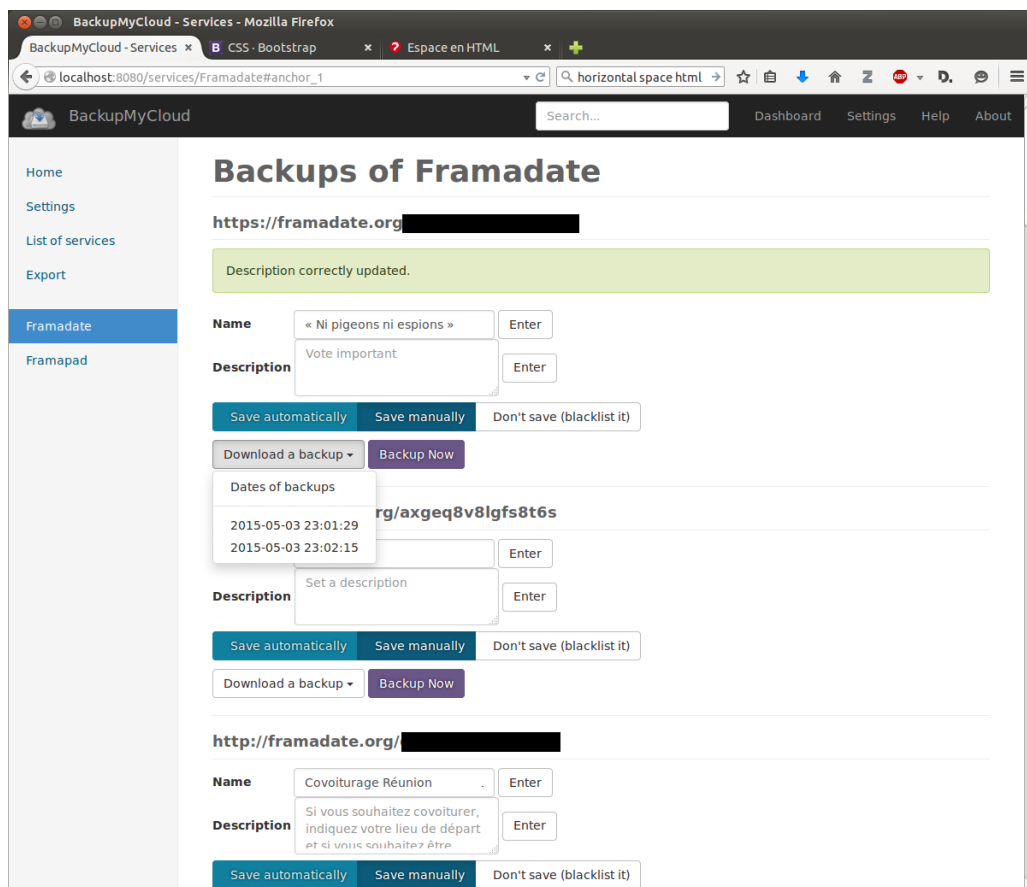 BackupMyCloud - Services - Mozilla Firefox
BackupMyCloud - Services × B CSS · Bootstrap × ? Espace en HTML ×
localhost:8080/services/Framadate#anchor_1 horizontal space html ABP D.
BackupMyCloud Search... Dashboard Settings Help About
Home
Settings
List of services
Export
Framadate
Framapad
Backups of Framadate
https://framadate.org
Description correctly updated.
Name « Ni pigeons ni espions » Enter
Description Vote important Enter
Save automatically Save manually Don't save (blacklist it)
Download a backup Backup Now
Dates of backups
2015-05-03 23:01:29
2015-05-03 23:02:15
rg/axgeq8v8lgfs8t6s
Enter
Description Set a description Enter
Save automatically Save manually Don't save (blacklist it)
Download a backup Backup Now
http://framadate.org/
Name Covoiturage Réunion . Enter
Description Si vous souhaitez covoiturer,
indiquez votre lieu de départ Enter
et si vous souhaitez être
Save automatically Save manually Don't save (blacklist it)